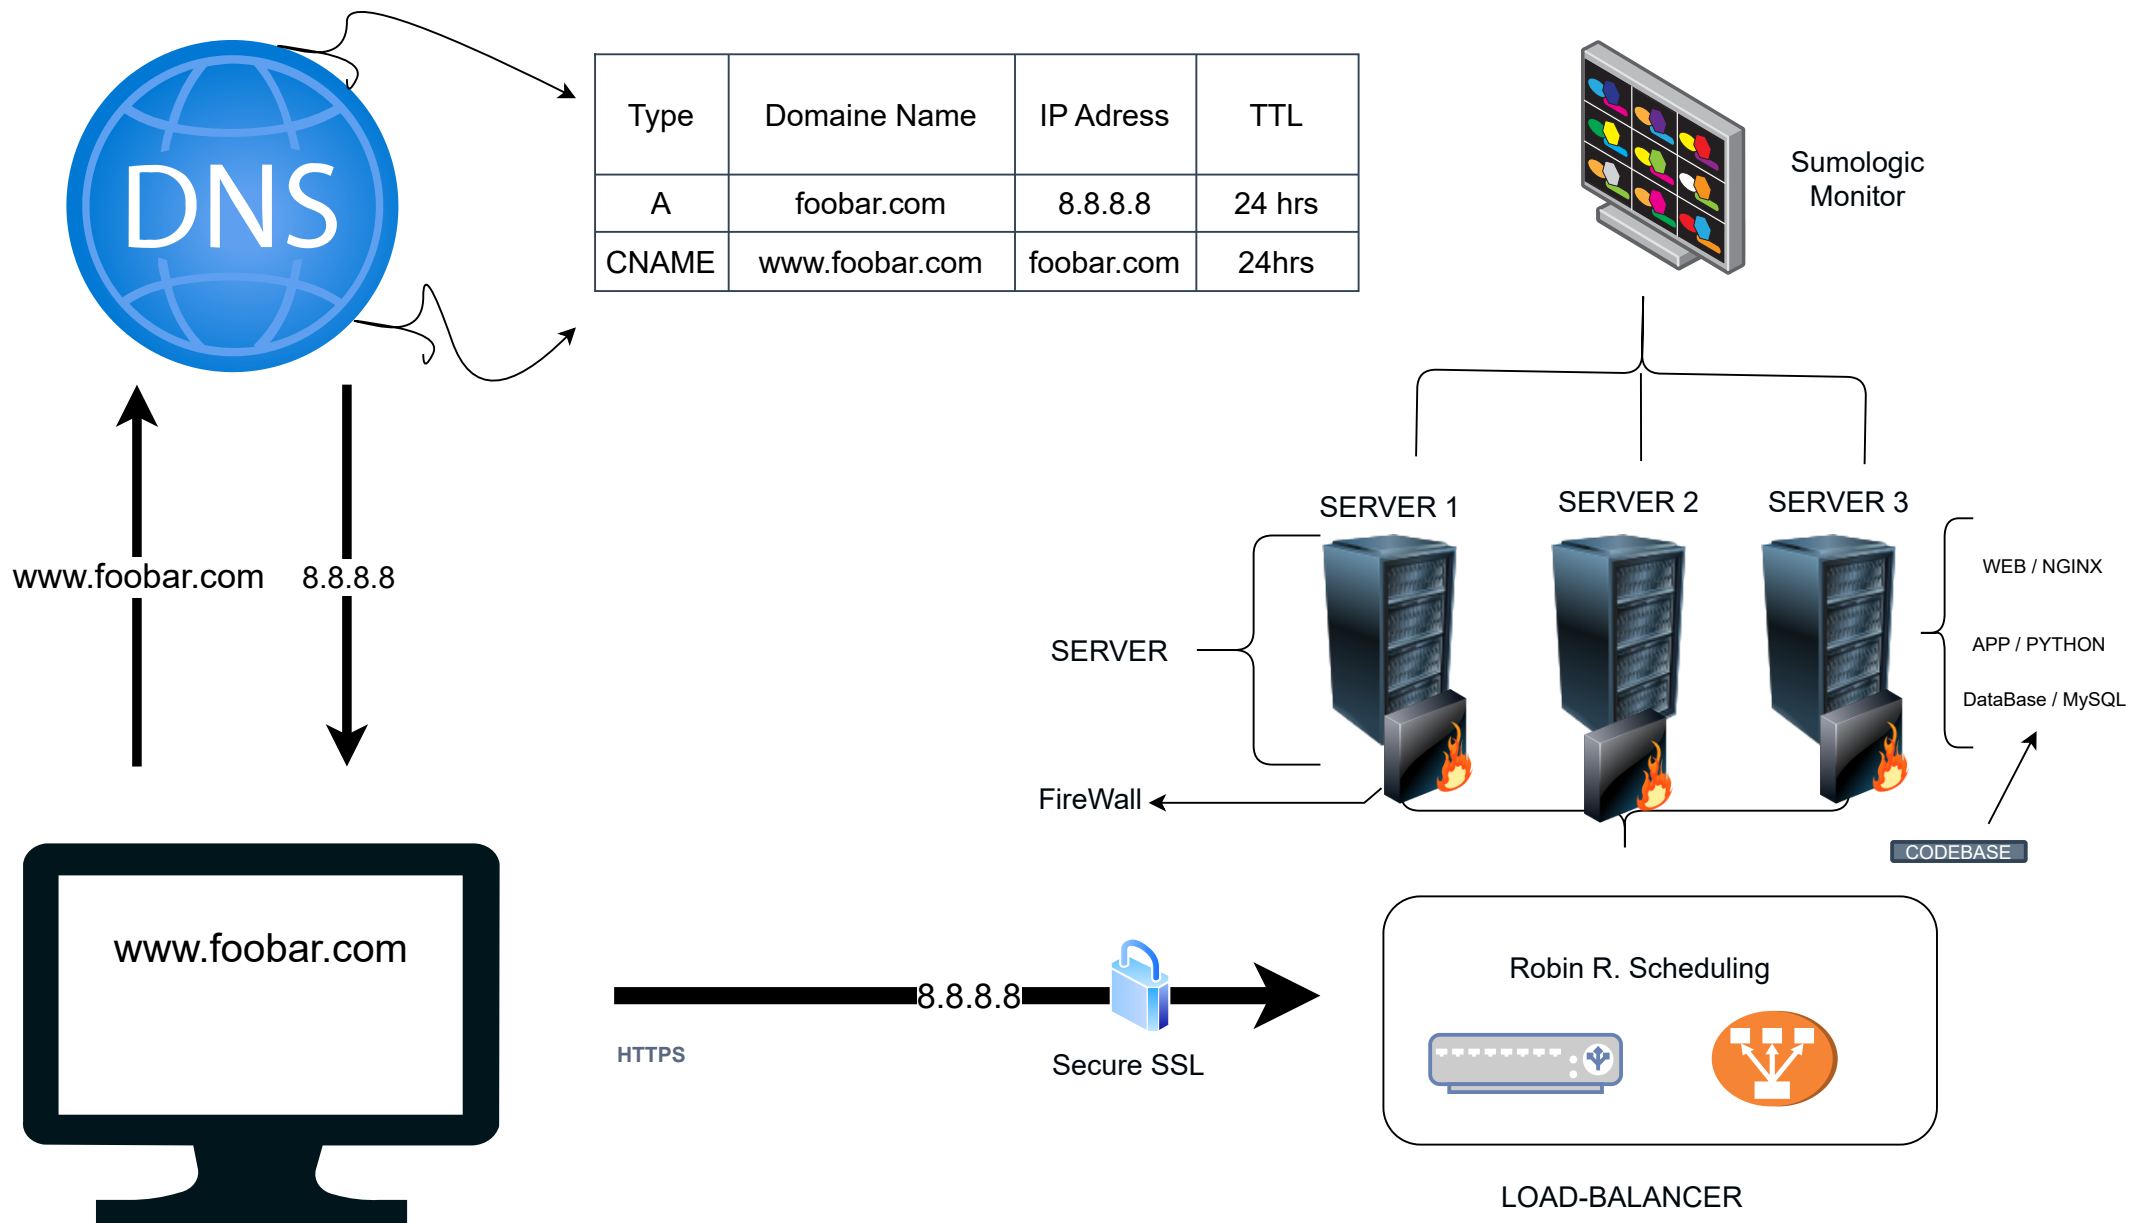 DNS
Type Domaine Name IP Adress TTL
A foobar.com 8.8.8.8 24 hrs
CNAME www.foobar.com foobar.com 24hrs
Sumologic
Monitor
www.foobar.com
8.8.8.8
SERVER 1
SERVER 2
SERVER 3
WEB / NGINX
APP / PYTHON
DataBase / MySQL
SERVER
FireWall
CODEBASE
www.foobar.com
8.8.8.8
HTTPS
Secure SSL
Robin R. Scheduling
LOAD-BALANCER